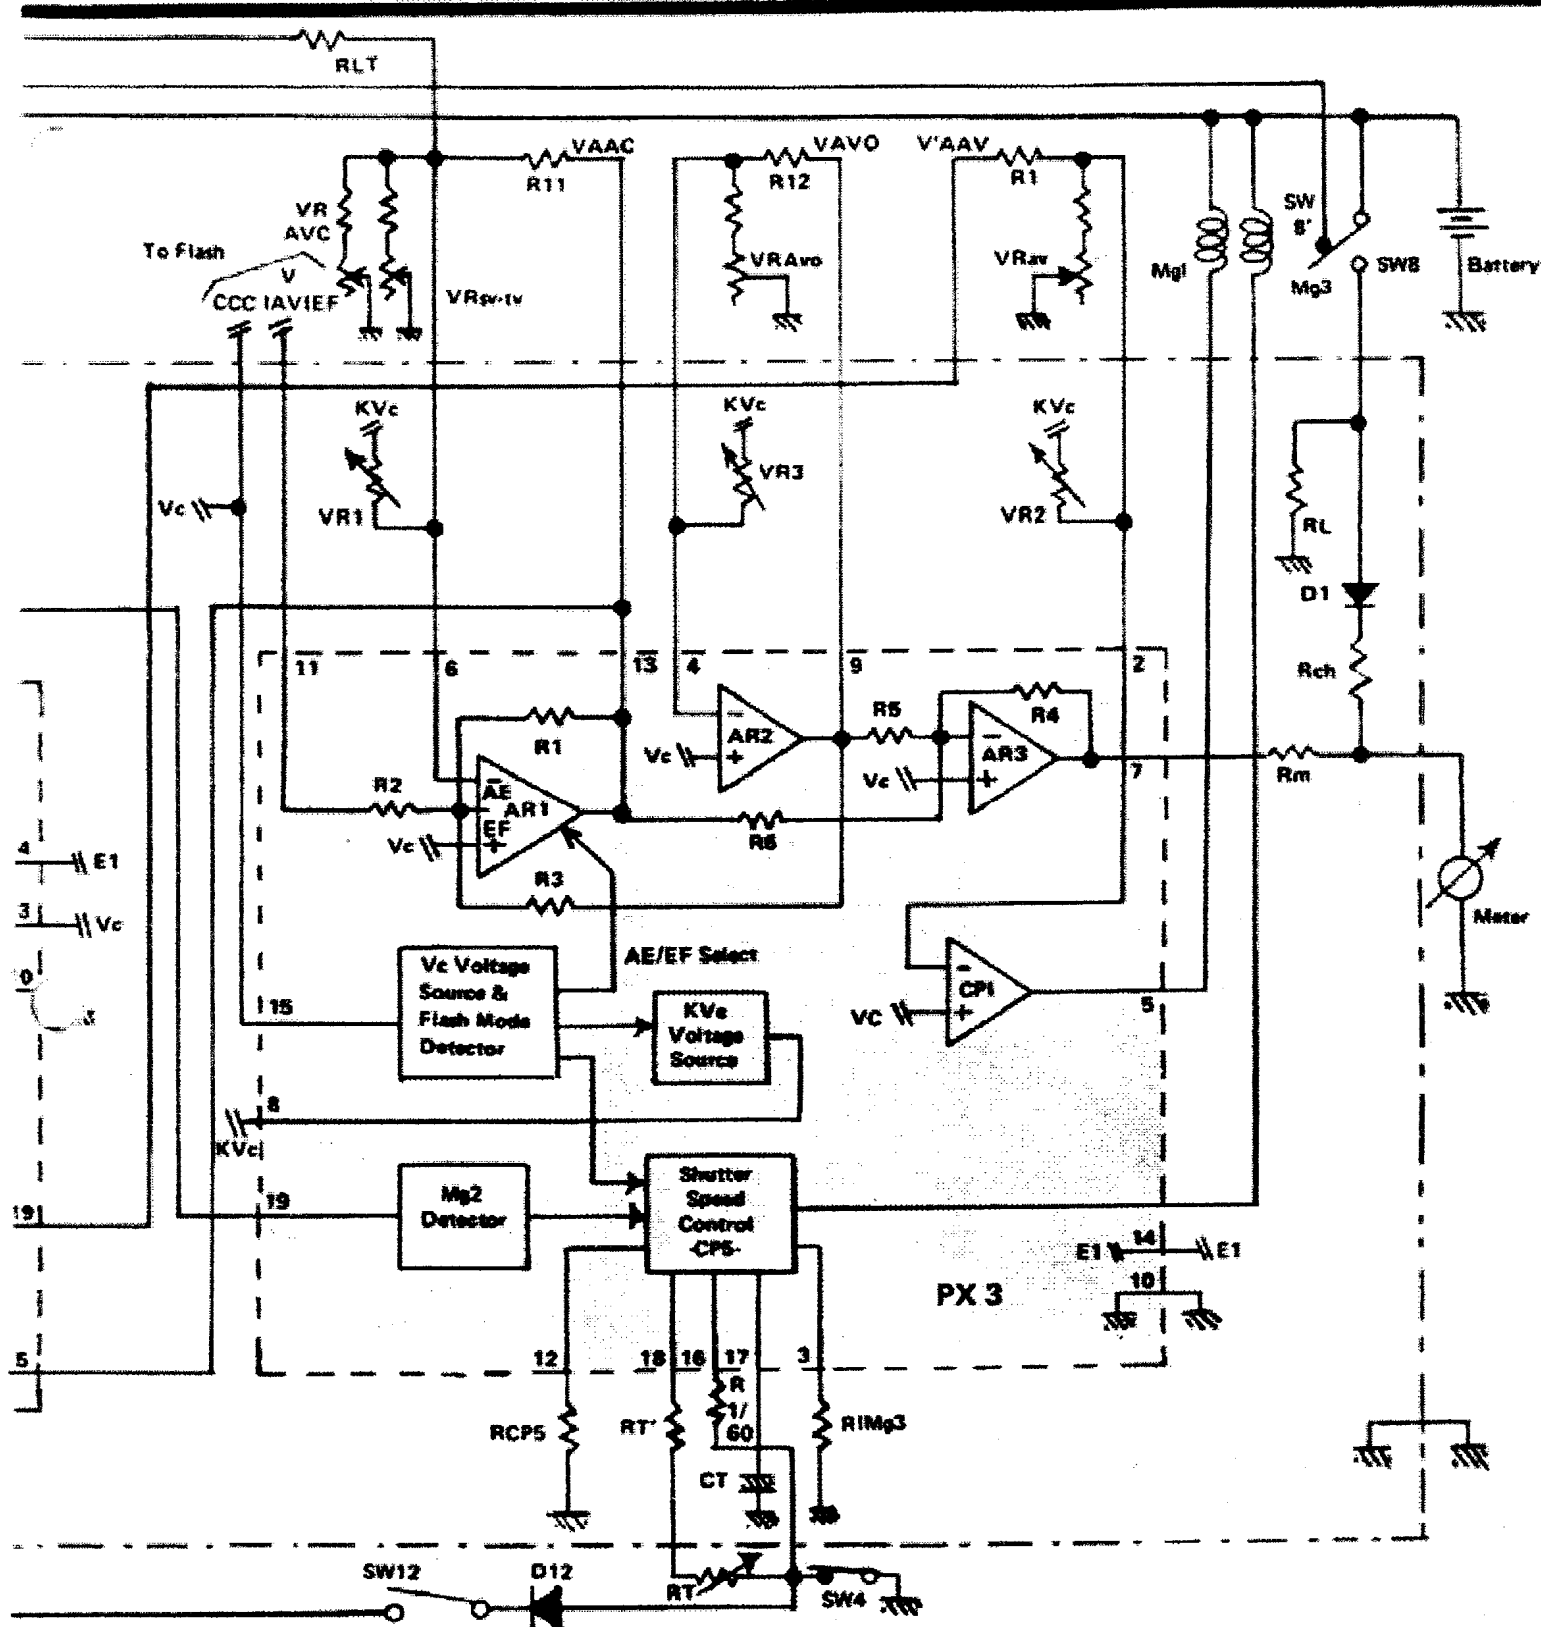 RLT
VAAC
VAVO
V'AAV
R11
R12
R1
VR
AVC
SW
8'
To Flash
VRAvo
VRav
Mg1
SW8
Battery
V
VRsv-tv
Mg3
CCC IAVIEF
KVc
KVc
KVc
VR3
Vc
VR1
VR2
RL
D1
11
6
13
4
9
2
Rch
R5
R4
R1
AR2
AR3
Vc
7
Rm
R2
AE
AR1
Vc
EF
R6
Vc
4
E1
R3
3
Vc
Meter
AE/EF Select
Vc Voltage
Source &
Flash Mode
Detector
0
15
KVc
Voltage
Source
CP1
5
VC
8
KVc
19
19
Mg2
Detector
Shutter
Speed
Control
-CP5-
14
E1
E1
10
PX 3
5
12
18
16
17
3
R
1/
60
RCP5
RT'
RIMg3
CT
SW12
D12
RT
SW4